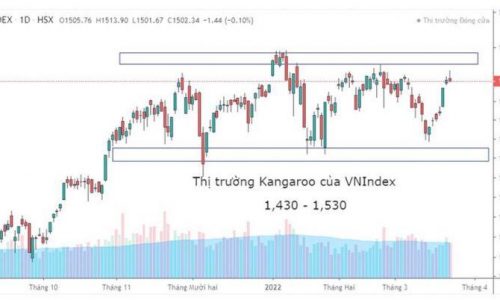 DEX · 1D · HSX O1505.76 H1513.90 L1501.67 C1502.34 -1.44 (-0.10%)
Thị trường Đóng cửa
Thị trường Kangaroo của VNIndex
1,430 - 1,530
Tháng 10 Tháng 11 Tháng Mười hai 2022 Tháng Hai Tháng 3 Tháng 4